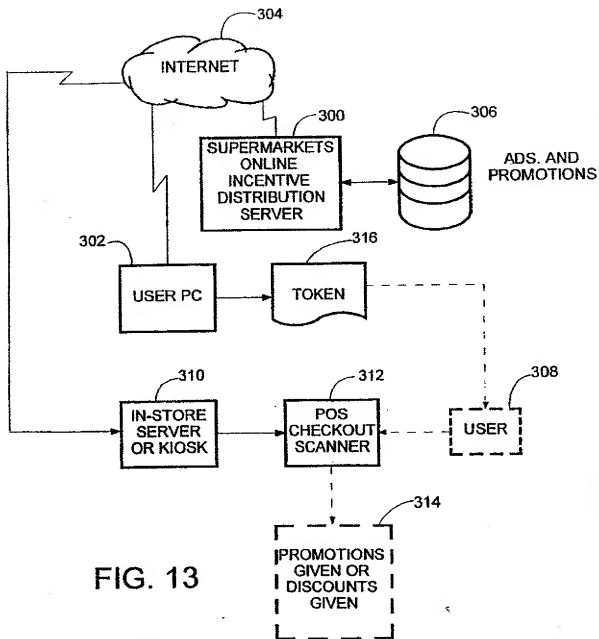 304
INTERNET
300
306
SUPERMARKETS
ONLINE
INCENTIVE
DISTRIBUTION
SERVER
ADS. AND
PROMOTIONS
302
316
USER PC
TOKEN
310
312
308
IN-STORE
SERVER
OR KIOSK
POS
CHECKOUT
SCANNER
USER
314
PROMOTIONS
GIVEN OR
DISCOUNTS
GIVEN
FIG. 13